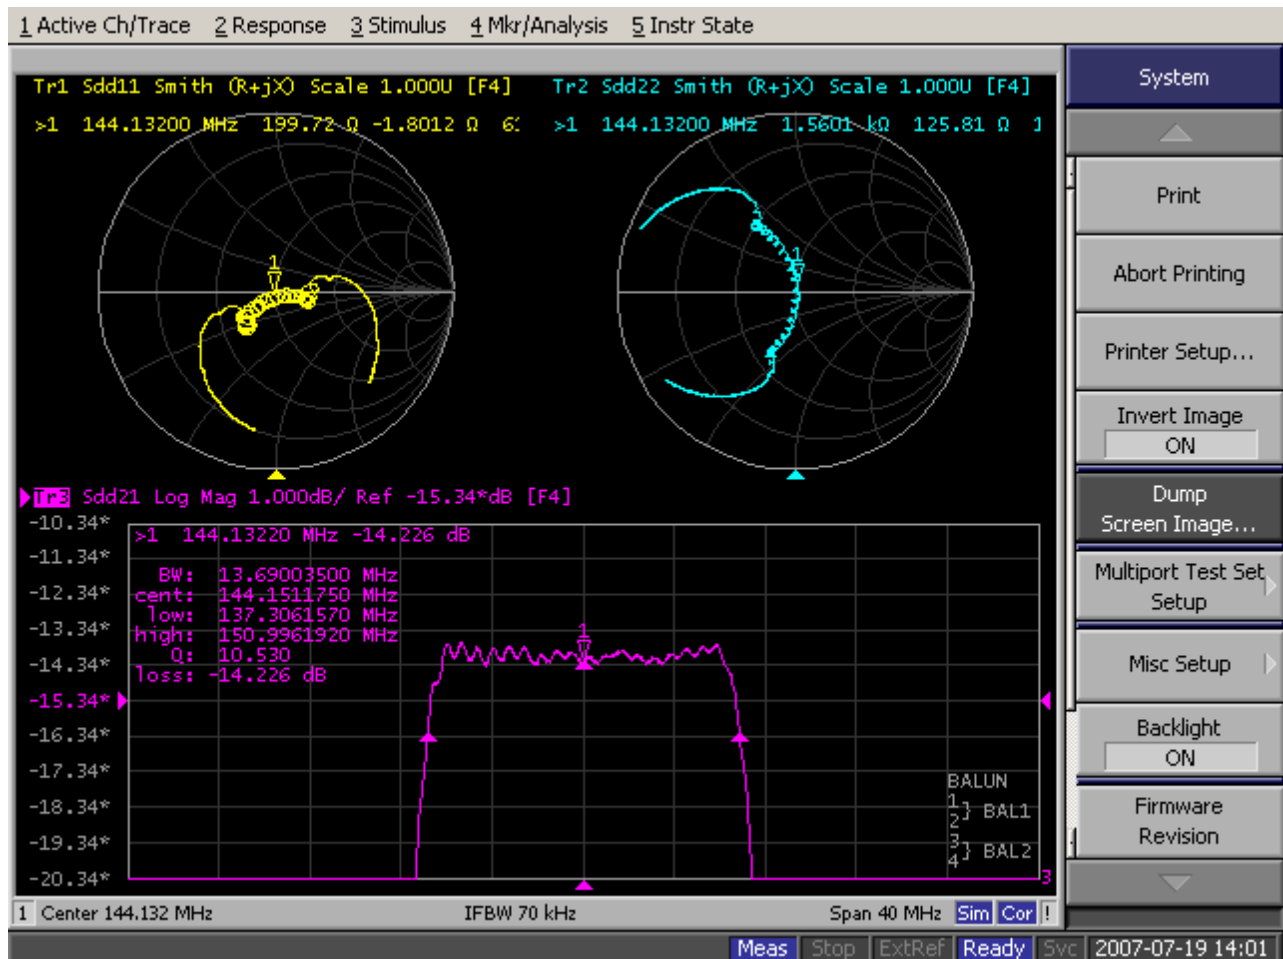 1 Active Ch/Trace 2 Response 3 Stimulus 4 Mkr/Analysis 5 Instr State
Tr1 Sdd11 Smith (R+jX) Scale 1.000U [F4]
>1 144.13200 MHz 199.72 Ω -1.8012 Ω
Tr2 Sdd22 Smith (R+jX) Scale 1.000U [F4]
>1 144.13200 MHz 1.5601 kΩ 125.81 Ω
1
1
Tr3 Sdd21 Log Mag 1.000dB/ Ref -15.34*dB [F4]
-10.34*
-11.34*
-12.34*
-13.34*
-14.34*
-15.34*
-16.34*
-17.34*
-18.34*
-19.34*
-20.34*
>1 144.13220 MHz -14.226 dB
BW: 13.69003500 MHz
cent: 144.1511750 MHz
low: 137.3061570 MHz
high: 150.9961920 MHz
Q: 10.530
loss: -14.226 dB
1
BALUN
1
2} BAL1
3
4} BAL2
3
1 Center 144.132 MHz IFBW 70 kHz Span 40 MHz Sim Cor !
System
Print
Abort Printing
Printer Setup...
Invert Image
ON
Dump
Screen Image...
Multiport Test Set
Setup
Misc Setup
Backlight
ON
Firmware
Revision
Meas Stop ExtRef Ready Svc 2007-07-19 14:01